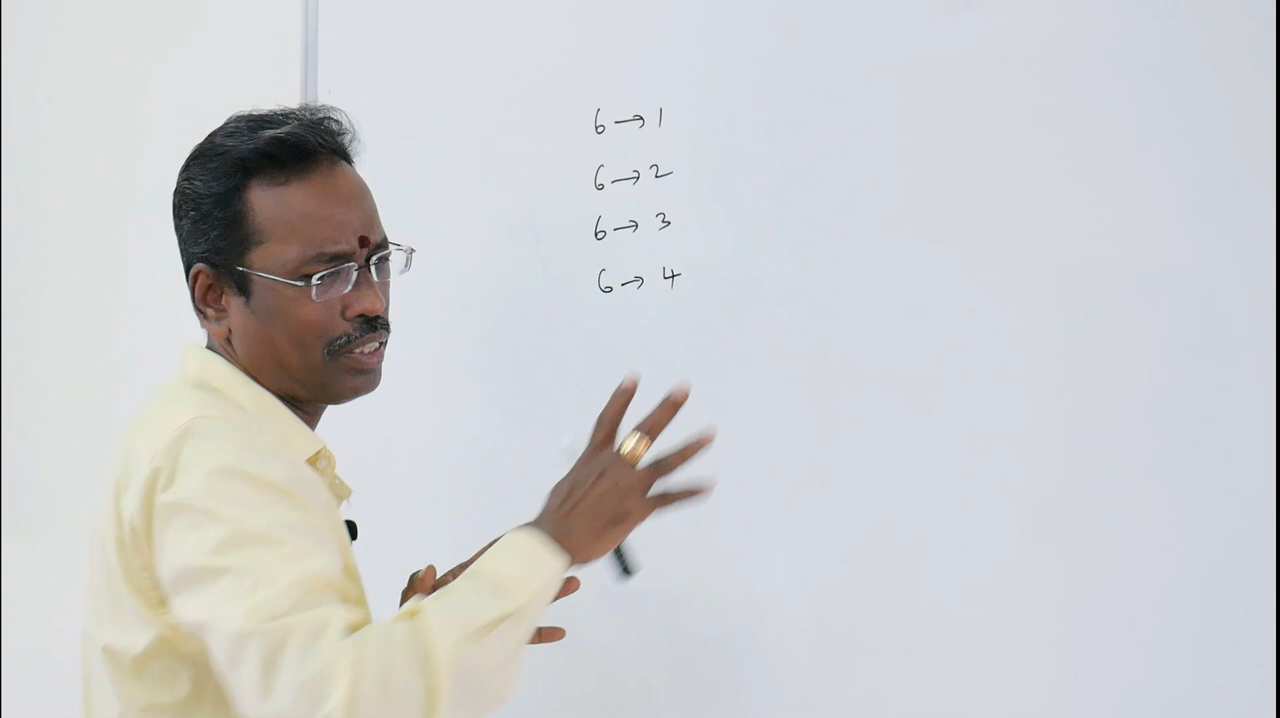 6 → 1
6 → 2
6 → 3
6 → 4